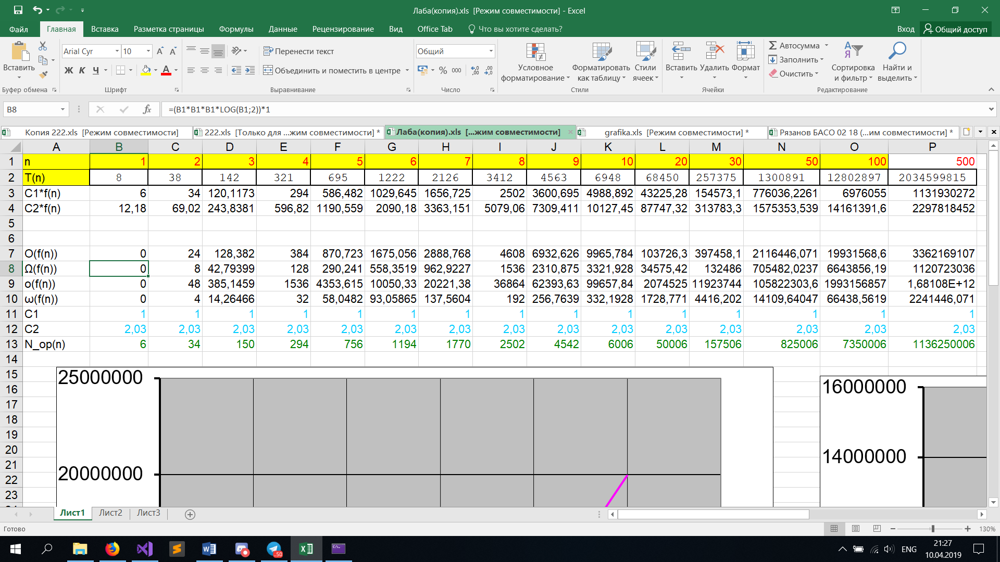 Лаба(копия).xls  [Режим совместимости] - Excel
Файл Главная Вставка Разметка страницы Формулы Данные Рецензирование Вид Office Tab Что вы хотите сделать? Вход Общий доступ
Arial Cyr 10 Перенести текст Общий Автосумма
Вставить Условное форматирование Форматировать как таблицу Стили ячеек Вставить Удалить Формат Заполнить Сортировка и фильтр Найти и выделить
Ж К Ч А Объединить и поместить в центре % 000 Очистить
Буфер обмена Шрифт Выравнивание Число Стили Ячейки Редактирование
B8 fx =(B1*B1*B1*LOG(B1;2))*1
Копия 222.xls  [Режим совместимости] 222.xls  [Только для ...жим совместимости] * Лаба(копия).xls  [...жим совместимости] grafika.xls  [Режим совместимости] * Рязанов БАСО 02 18 (...им совместимости] *
A B C D E F G H I J K L M N O P
1 n 1 2 3 4 5 6 7 8 9 10 20 30 50 100 500
2 T(n) 8 38 142 321 695 1222 2126 3412 4563 6948 68450 257375 1300891 12802897 2034599815
3 C1*f(n) 6 34 120,1173 294 586,482 1029,645 1656,725 2502 3600,695 4988,892 43225,28 154573,1 776036,2261 6976055 1131930272
4 C2*f(n) 12,18 69,02 243,8381 596,82 1190,559 2090,18 3363,151 5079,06 7309,411 10127,45 87747,32 313783,3 1575353,539 14161391,6 2297818452
5
6
7 O(f(n)) 0 24 128,382 384 870,723 1675,056 2888,768 4608 6932,626 9965,784 103726,3 397458,1 2116446,071 19931568,6 3362169107
8 Ω(f(n)) 0 8 42,79399 128 290,241 558,3519 962,9227 1536 2310,875 3321,928 34575,42 132486 705482,0237 6643856,19 1120723036
9 o(f(n)) 0 48 385,1459 1536 4353,615 10050,33 20221,38 36864 62393,63 99657,84 2074525 11923744 105822303,6 1993156857 1,68108E+12
10 ω(f(n)) 0 4 14,26466 32 58,0482 93,05865 137,5604 192 256,7639 332,1928 1728,771 4416,202 14109,64047 66438,5619 2241446,071
11 C1 1 1 1 1 1 1 1 1 1 1 1 1 1 1 1
12 C2 2,03 2,03 2,03 2,03 2,03 2,03 2,03 2,03 2,03 2,03 2,03 2,03 2,03 2,03 2,03
13 N_op(n) 6 34 150 294 756 1194 1770 2502 4542 6006 50006 157506 825006 7350006 1136250006
14
15 25000000
16 16000000
17
18
19
20
21 14000000
22 20000000
23
Лист1 Лист2 Лист3
Готово 130%
.50 ENG 21:27
10.04.2019